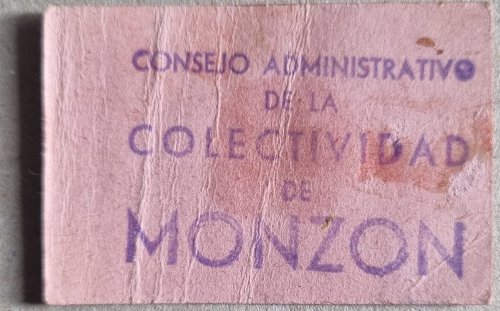 CONSEJO ADMINISTRATIVO
DE LA
COLECTIVIDAD
DE
MONZON